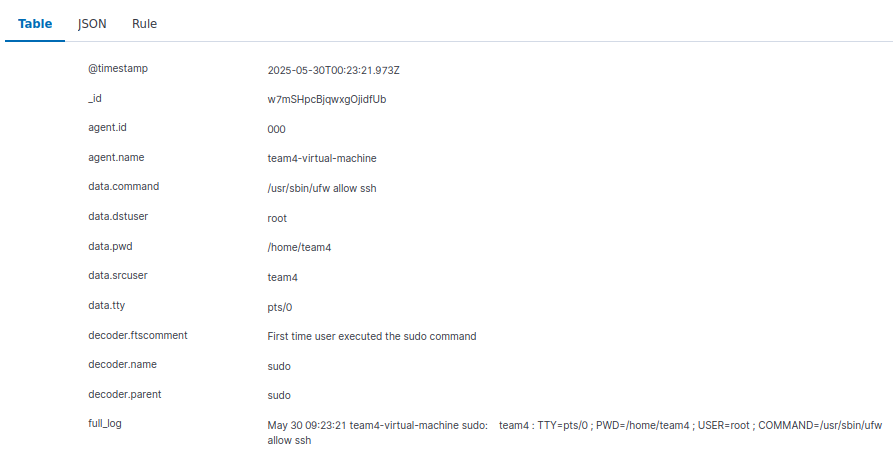 Table JSON Rule
@timestamp 2025-05-30T00:23:21.973Z
_id w7mSHpcBjqwxgOjidfUb
agent.id 000
agent.name team4-virtual-machine
data.command /usr/sbin/ufw allow ssh
data.dstuser root
data.pwd /home/team4
data.srcuser team4
data.tty pts/0
decoder.ftscomment First time user executed the sudo command
decoder.name sudo
decoder.parent sudo
full_log May 30 09:23:21 team4-virtual-machine sudo: team4 : TTY=pts/0 ; PWD=/home/team4 ; USER=root ; COMMAND=/usr/sbin/ufw
allow ssh